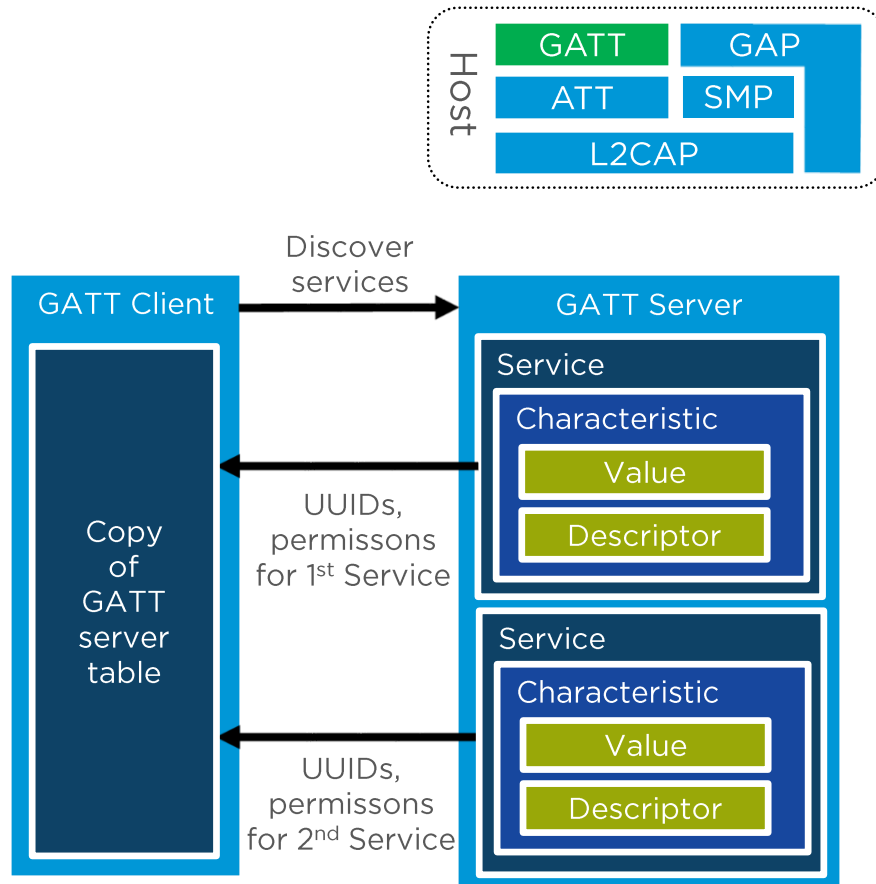 Host
GATT
GAP
ATT
SMP
L2CAP
Discover
services
GATT Client
GATT Server
Copy
of
GATT
server
table
Service
Characteristic
Value
Descriptor
UUIDs,
permissons
for 1st Service
Service
Characteristic
Value
Descriptor
UUIDs,
permissons
for 2nd Service